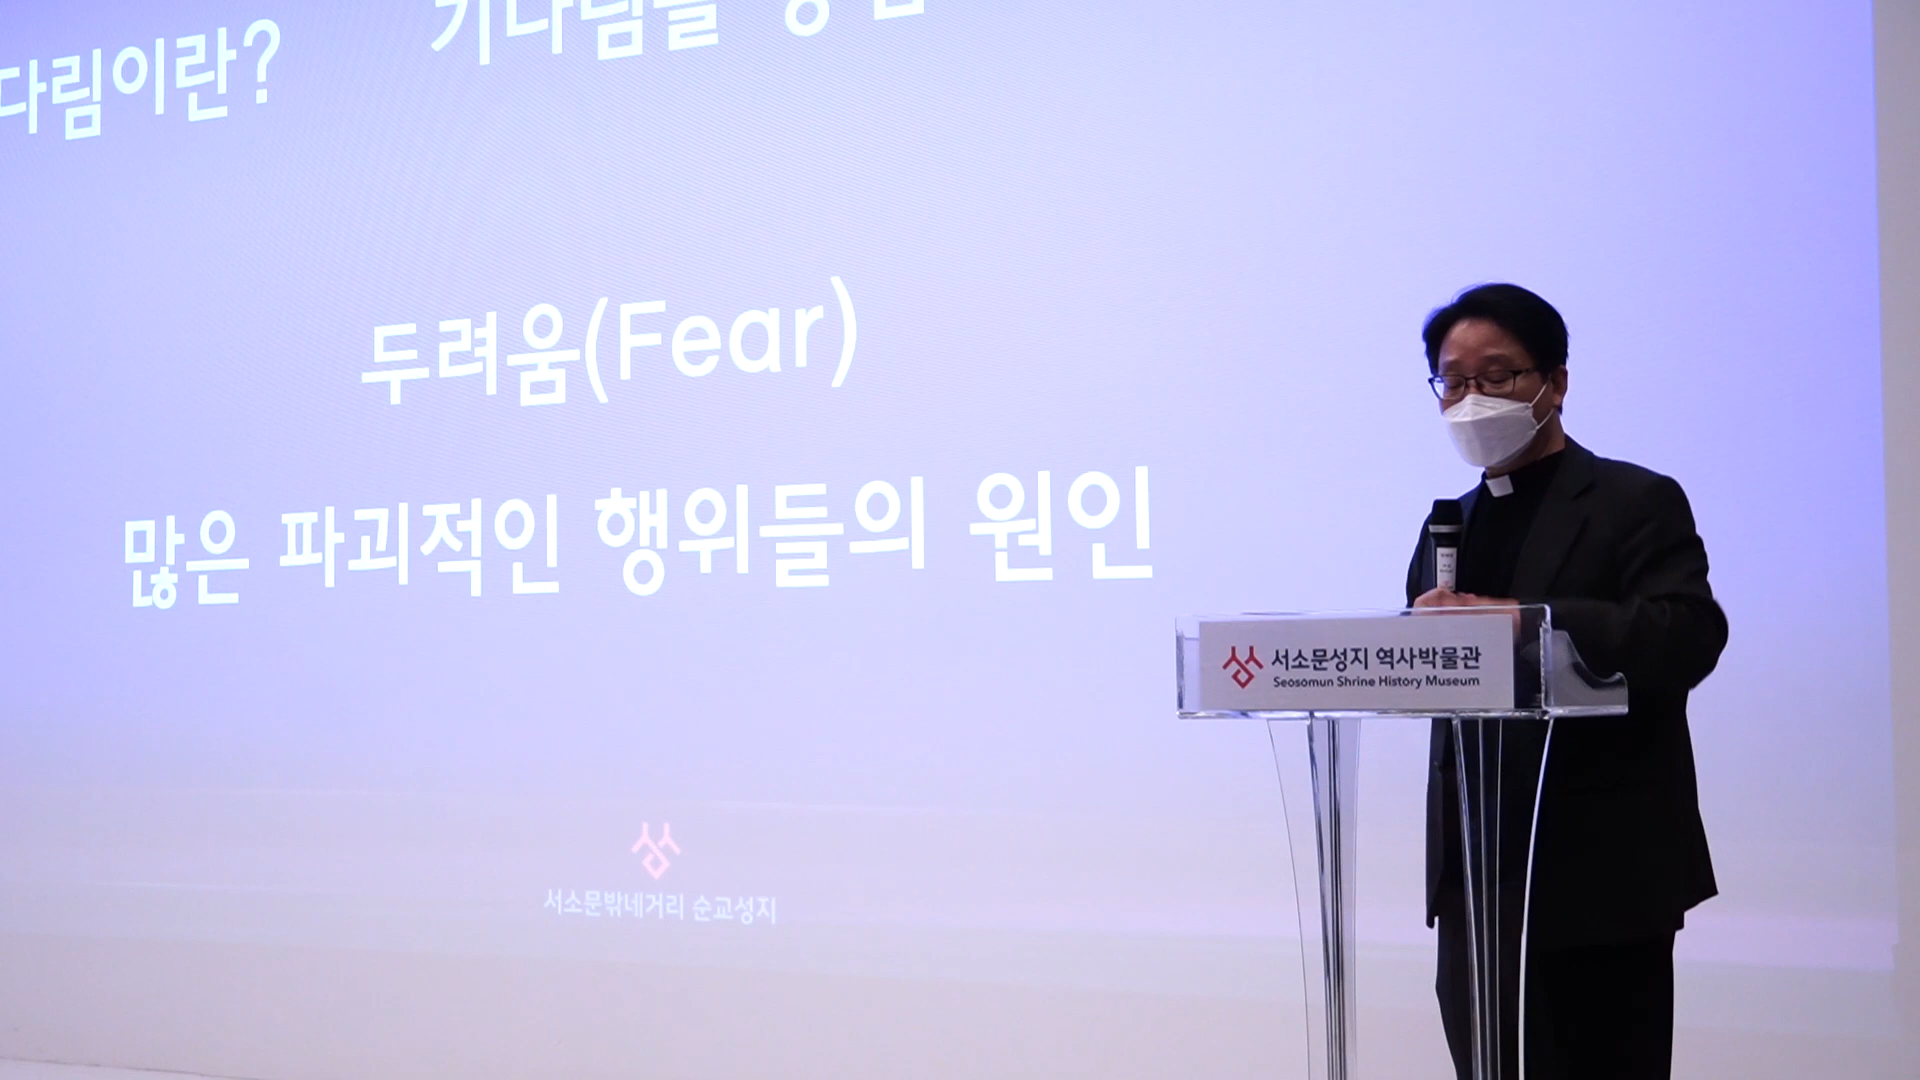 다림이란?
두려움(Fear)
많은 파괴적인 행위들의 원인
서소문성지 역사박물관
Seosomun Shrine History Museum
서소문밖네거리 순교성지